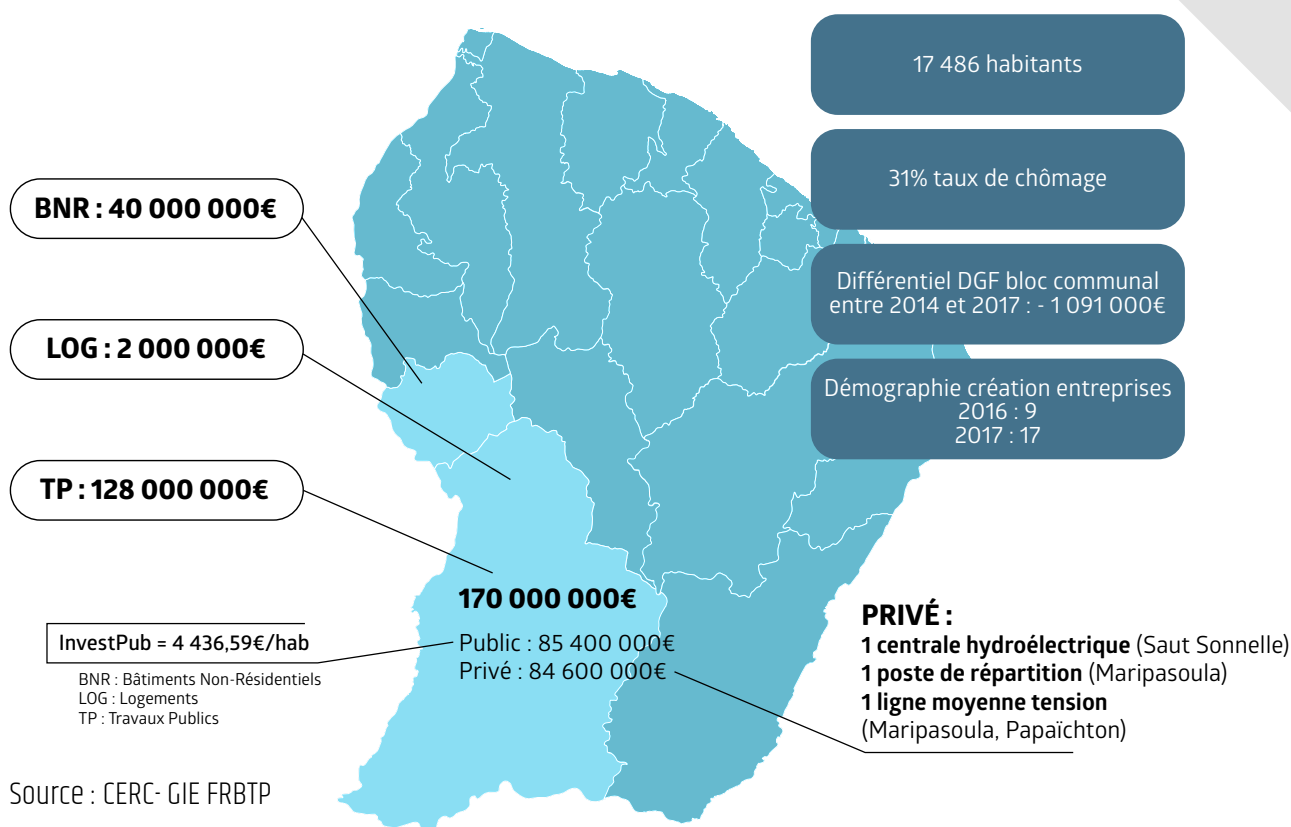 17 486 habitants
31% taux de chômage
Différentiel DGF bloc communal
entre 2014 et 2017 : - 1 091 000€
Démographie création entreprises
2016 : 9
2017 : 17
BNR : 40 000 000€
LOG : 2 000 000€
TP : 128 000 000€
170 000 000€
Public : 85 400 000€
Privé : 84 600 000€
InvestPub = 4 436,59€/hab
BNR : Bâtiments Non-Résidentiels
LOG : Logements
TP : Travaux Publics
PRIVÉ :
1 centrale hydroélectrique (Saut Sonnelle)
1 poste de répartition (Maripasoula)
1 ligne moyenne tension
(Maripasoula, Papaïchton)
Source : CERC- GIE FRBTP